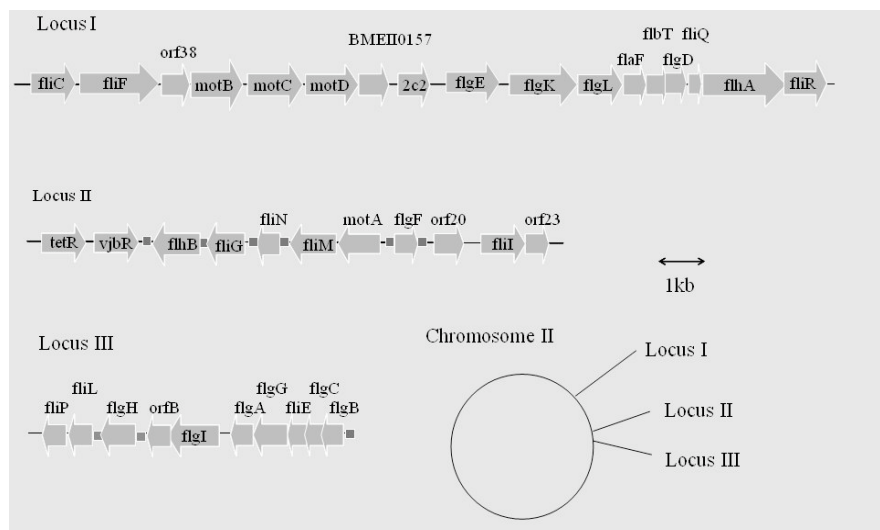 Locus I
BMEII0157
flbT fliQ
orf38
flaF flgD
fliC fliF motB motC motD 2c2 flgE flgK flgL flhA fliR
Locus II
fliN motA flgF orf20 orf23
tetR vjbR flhB fliG fliM fliI
1kb
Locus III
fliL flgG flgC
fliP flgH orfB flgA fliE flgB
flgI
Chromosome II
Locus I
Locus II
Locus III